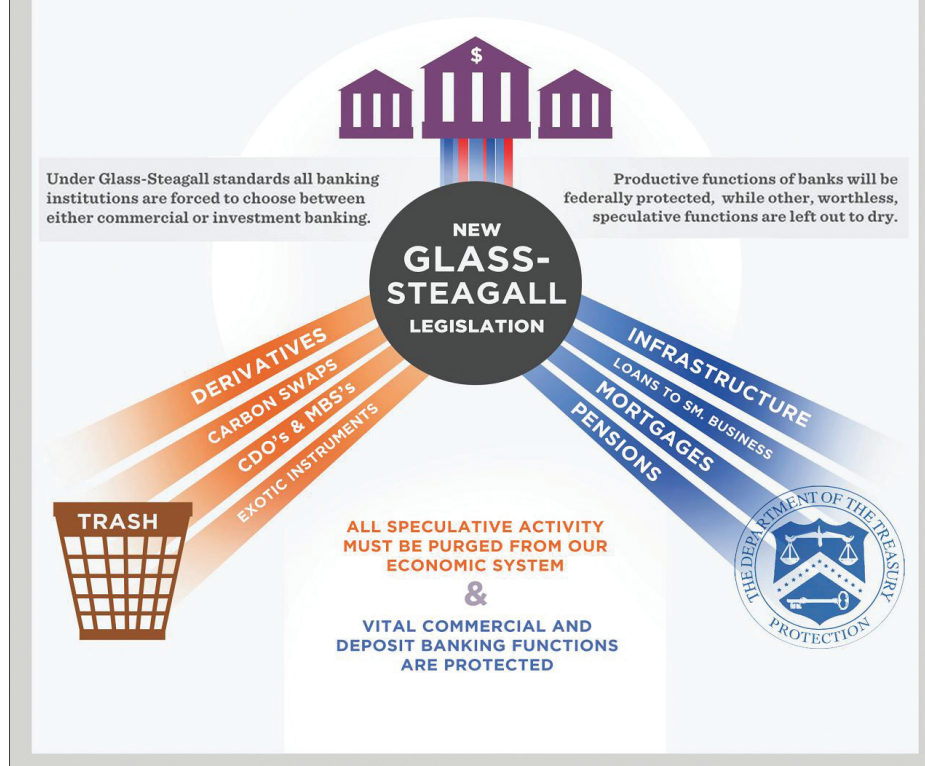 $
Under Glass-Steagall standards all banking
institutions are forced to choose between
either commercial or investment banking.
Productive functions of banks will be
federally protected, while other, worthless,
speculative functions are left out to dry.
NEW
GLASS-
STEAGALL
LEGISLATION
DERIVATIVES
CARBON SWAPS
CDO's & MBS's
EXOTIC INSTRUMENTS
INFRASTRUCTURE
LOANS TO SM. BUSINESS
MORTGAGES
PENSIONS
TRASH
ALL SPECULATIVE ACTIVITY
MUST BE PURGED FROM OUR
ECONOMIC SYSTEM
&
VITAL COMMERCIAL AND
DEPOSIT BANKING FUNCTIONS
ARE PROTECTED
THE DEPARTMENT OF THE TREASURY
PROTECTION